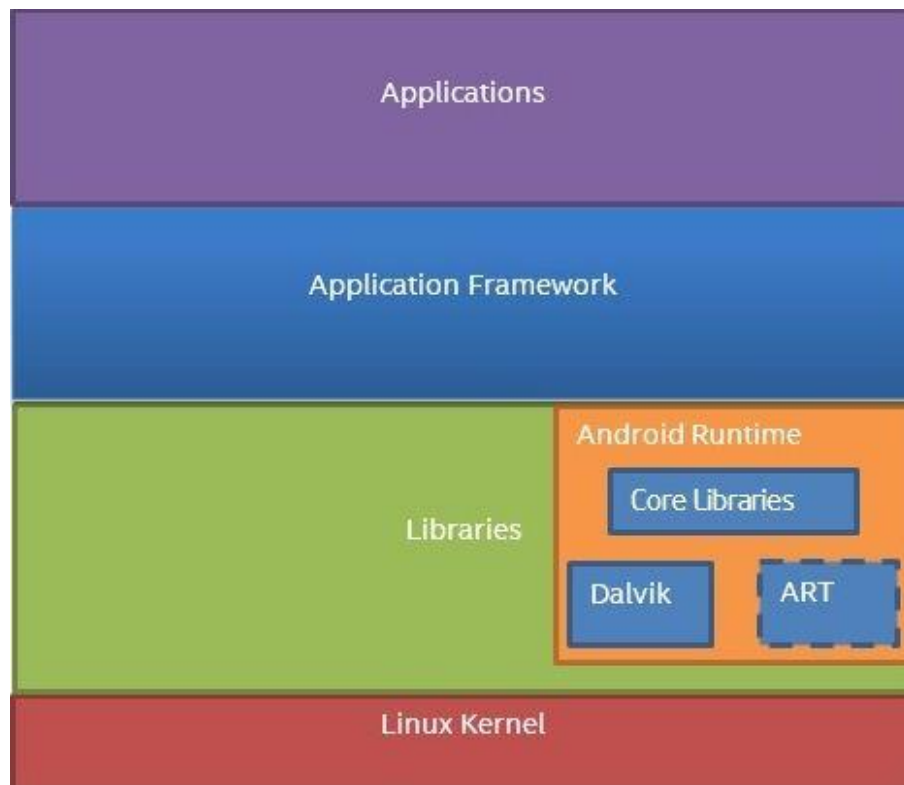 Applications
Application Framework
Android Runtime
Core Libraries
Libraries
Dalvik
ART
Linux Kernel